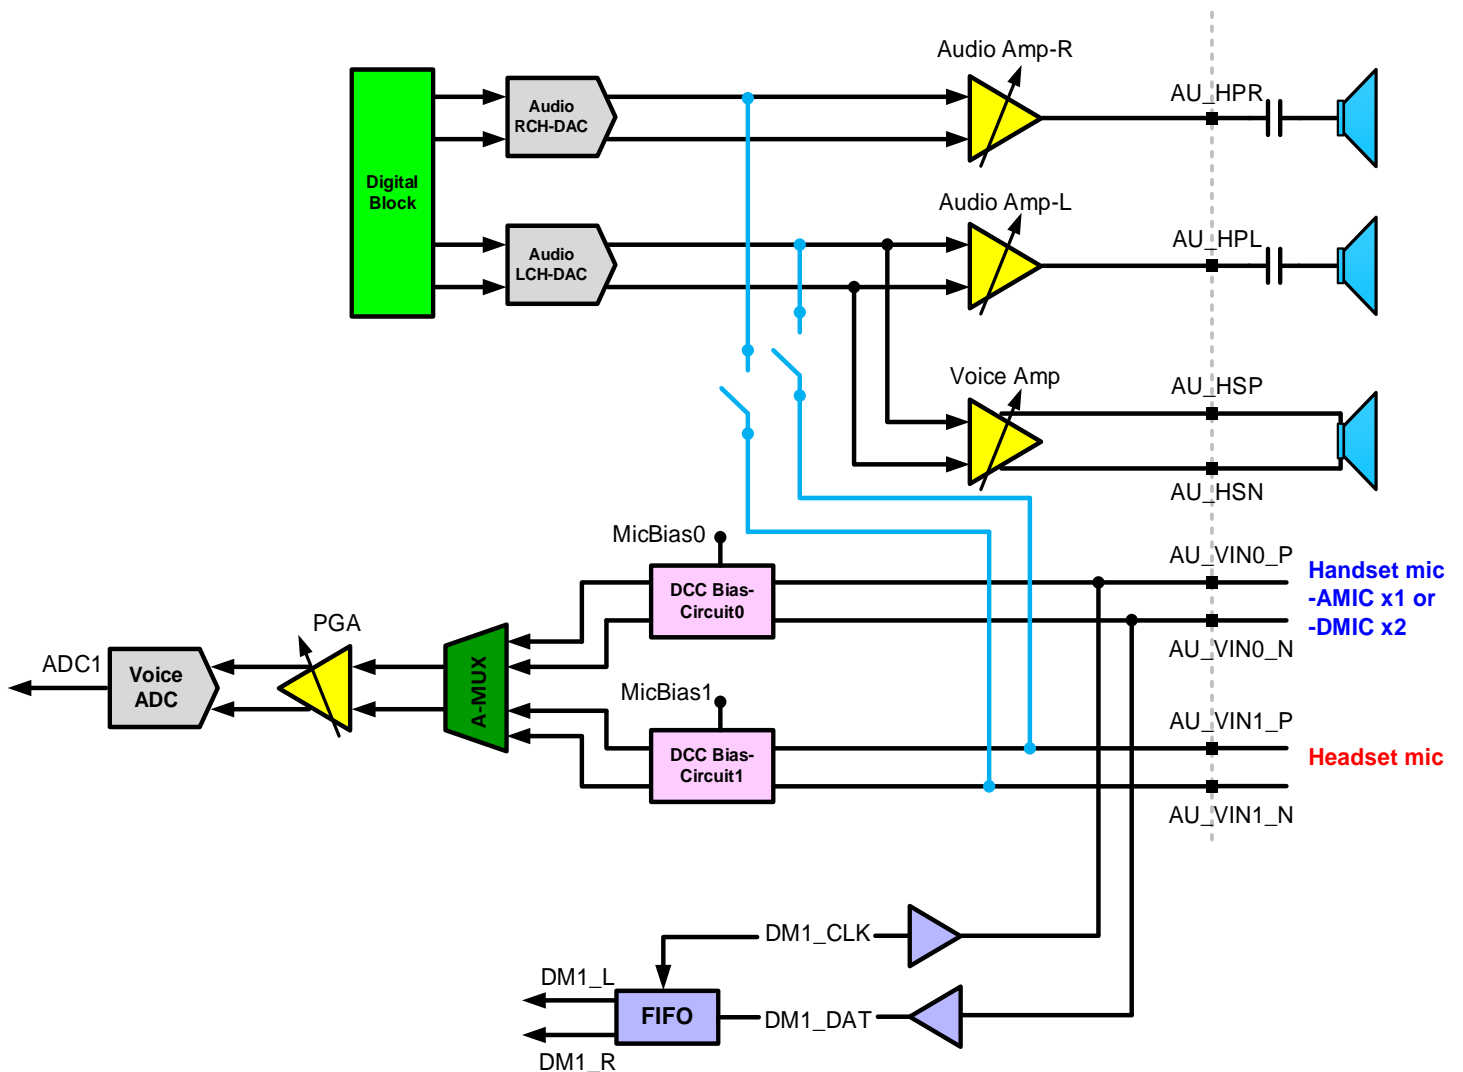 Audio Amp-R
AU_HPR
Audio
RCH-DAC
Digital
Block
Audio Amp-L
AU_HPL
Audio
LCH-DAC
Voice Amp
AU_HSP
AU_HSN
MicBias0
AU_VIN0_P
DCC Bias-
Circuit0
Handset mic
-AMIC x1 or
-DMIC x2
AU_VIN0_N
PGA
ADC1
Voice
ADC
A-MUX
MicBias1
AU_VIN1_P
DCC Bias-
Circuit1
Headset mic
AU_VIN1_N
DM1_CLK
DM1_L
FIFO
DM1_DAT
DM1_R